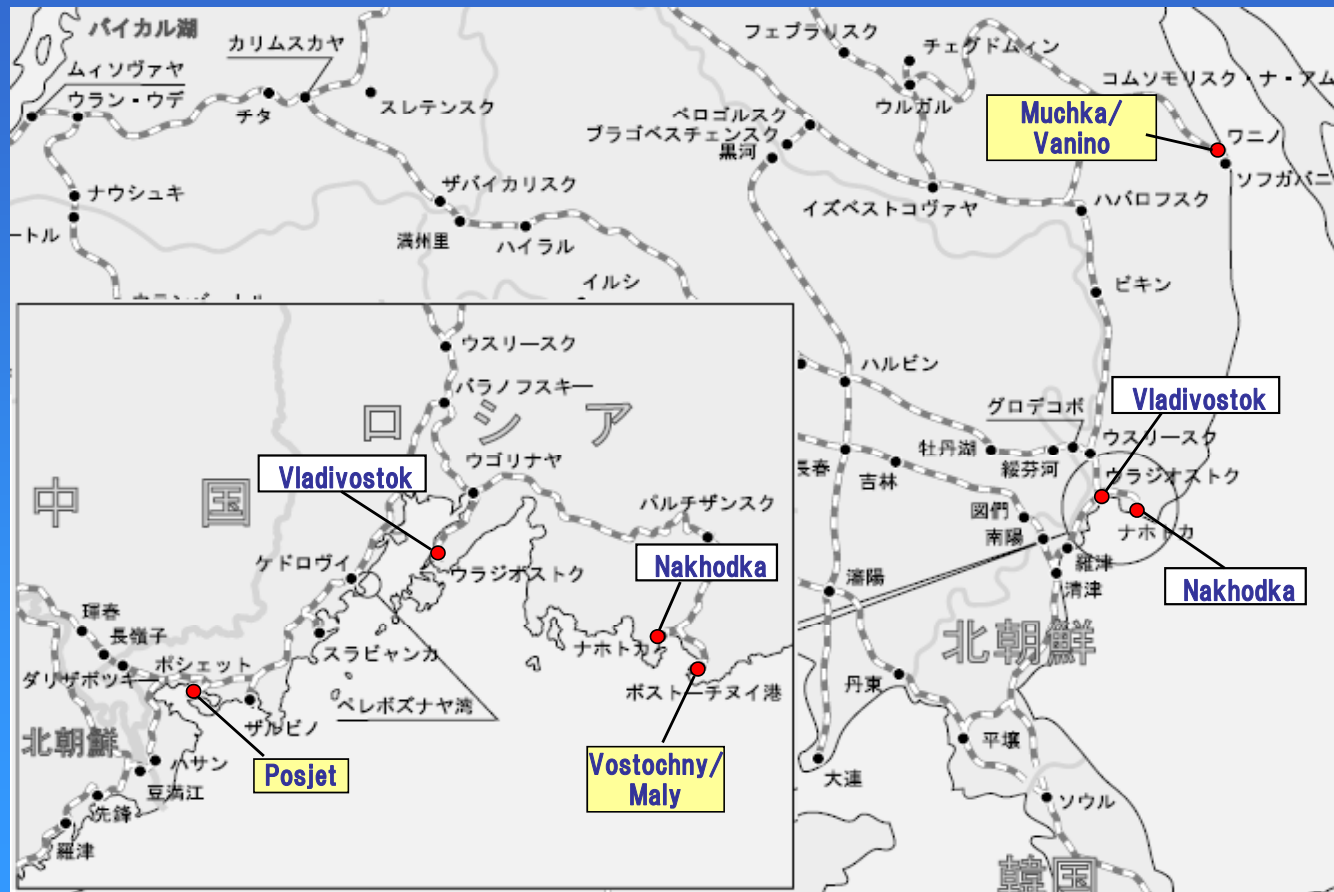 バイカル湖
カリムスカヤ
ムィソヴァヤ
ウラン・ウデ
チタ
スレテンスク
フェブラリスク
チェグドムィン
コムソモリスク・ナ・アム
ウルガル
ベロゴルスク
ブラゴベスチェンスク
黒河
Muchka/
Vanino
ワニノ
ソフガバニ
ナウシュキ
ザバイカリスク
イズベストコヴァヤ
ハバロフスク
ートル
満州里
ハイラル
イルシ
ビキン
ハルビン
グロデコボ
Vladivostok
牡丹湖
綏芬河
ウスリースク
長春
吉林
ウラジオストク
図們
南陽
ナホトカ
羅津
清津
Nakhodka
瀋陽
北朝鮮
丹東
平壌
大連
ソウル
韓国
ウスリースク
バラノフスキー
ロシア
ウゴリナヤ
Vladivostok
中国
パルチザンスク
ケドロヴイ
ウラジオストク
Nakhodka
琿春
長嶺子
ポシェット
スラビャンカ
ナホトカ
ダリザボツキー
ボストーチヌイ港
ペレボズナヤ湾
ザルビノ
北朝鮮
ハサン
Posjet
Vostochny/
Maly
豆満江
先鋒
羅津